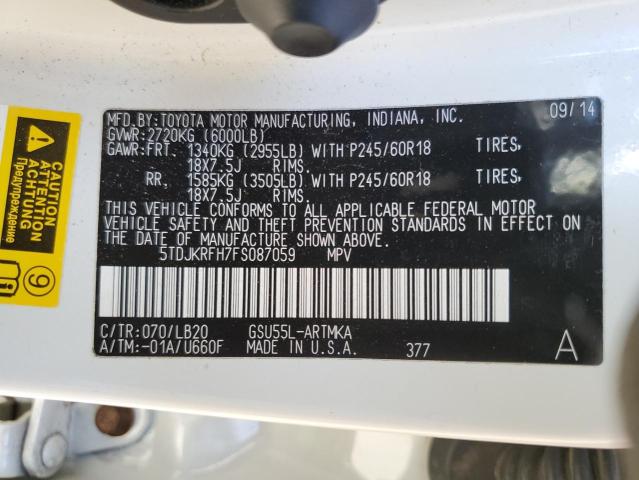 MFD.BY:TOYOTA MOTOR MANUFACTURING, INDIANA, INC. 09/14
GVWR:2720KG (6000LB)
GAWR:FRT. 1340KG (2955LB) WITH P245/60R18 TIRES,
18X7.5J RIMS.
RR. 1585KG (3505LB) WITH P245/60R18 TIRES,
18X7.5J RIMS.
THIS VEHICLE CONFORMS TO ALL APPLICABLE FEDERAL MOTOR
VEHICLE SAFETY AND THEFT PREVENTION STANDARDS IN EFFECT
ON THE DATE OF MANUFACTURE SHOWN ABOVE.
5TDJKRFH7FS087059 MPV
C/TR:070/LB20 GSU55L-ARTMKA
A/TM:-01A/U660F MADE IN U.S.A. 377 A
CAUTION
ATTENTION
ACHTUNG
Предупреждение
9